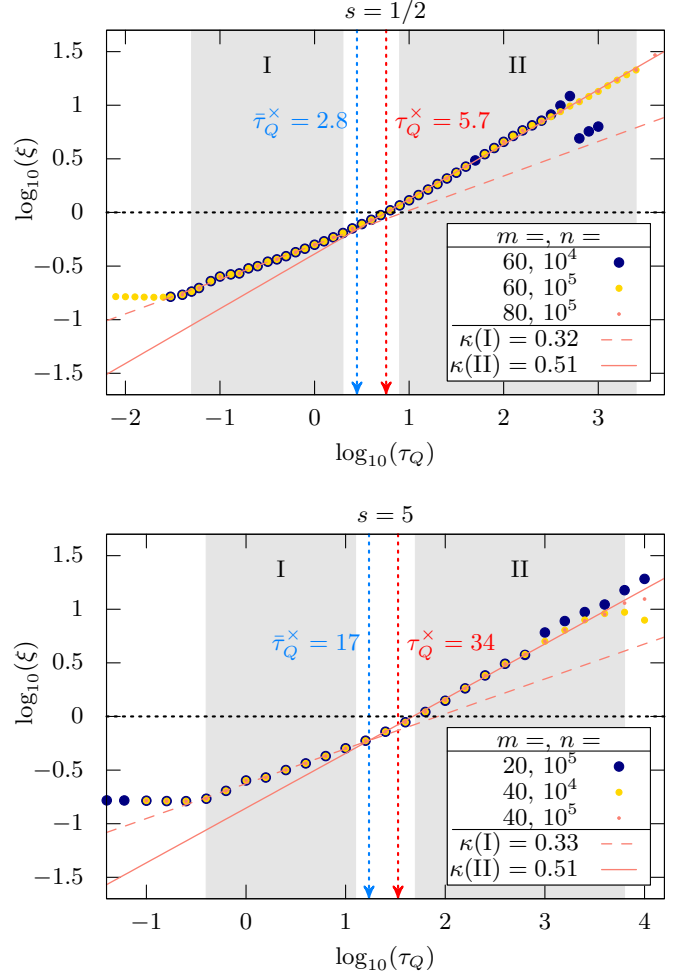 s = 1/2
1.5
1.0
0.5
0
−0.5
−1.0
−1.5
log₁₀(ξ)
I
II
τ̄_Q^× = 2.8
τ_Q^× = 5.7
m =, n =
60, 10⁴
60, 10⁵
80, 10⁵
κ(I) = 0.32
κ(II) = 0.51
−2 −1 0 1 2 3
log₁₀(τ_Q)
s = 5
1.5
1.0
0.5
0
−0.5
−1.0
−1.5
log₁₀(ξ)
I
II
τ̄_Q^× = 17
τ_Q^× = 34
m =, n =
20, 10⁵
40, 10⁴
40, 10⁵
κ(I) = 0.33
κ(II) = 0.51
−1 0 1 2 3 4
log₁₀(τ_Q)